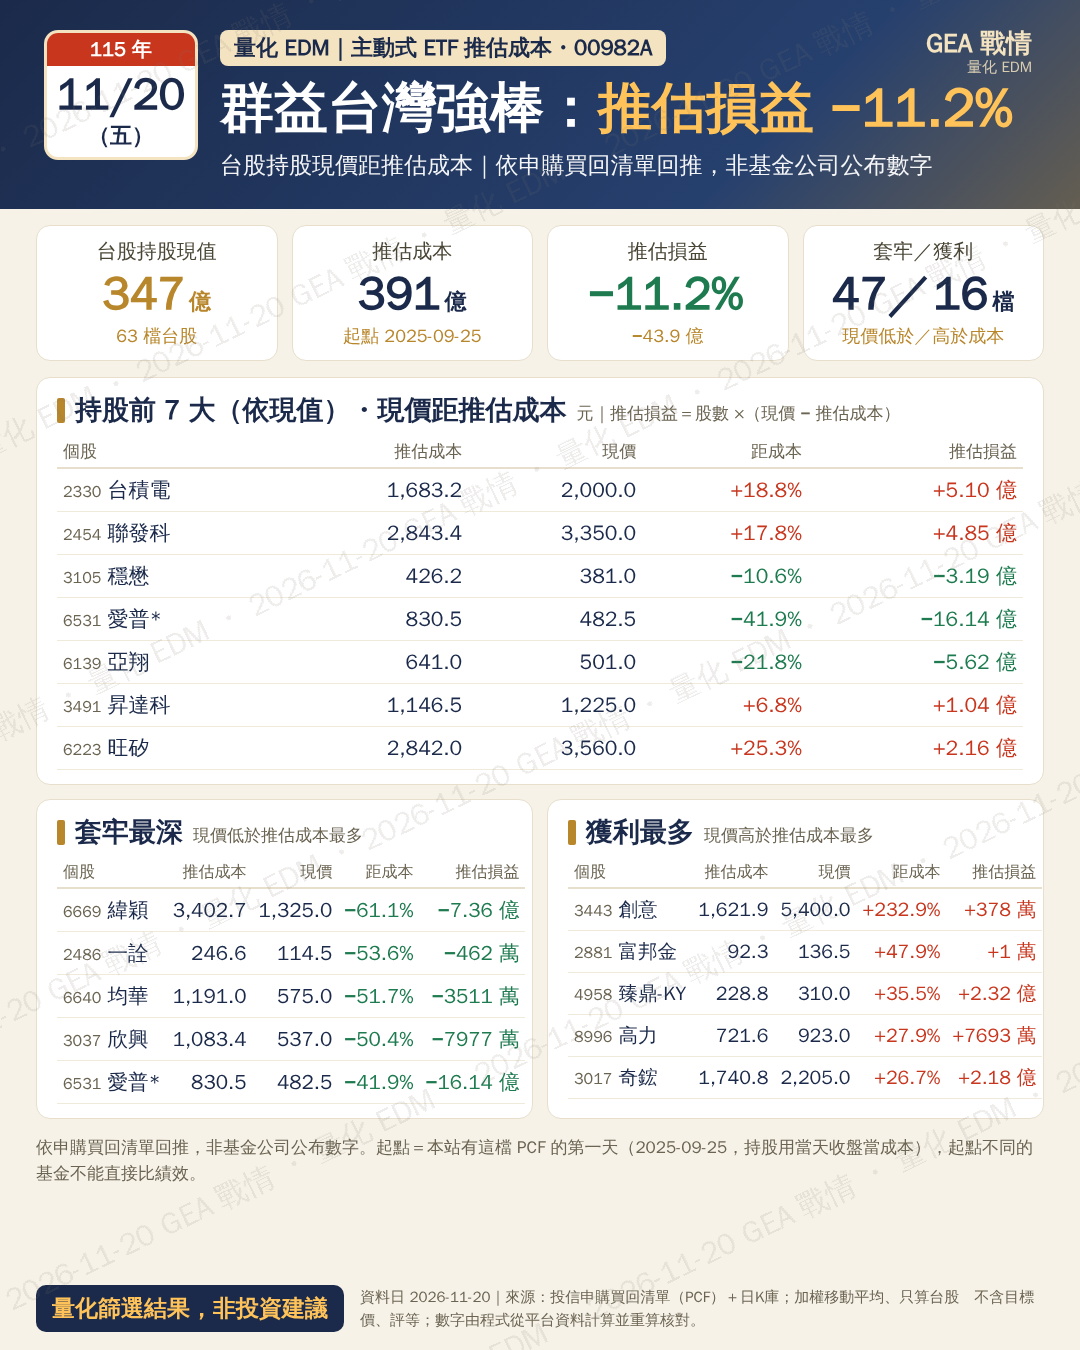 115 年
11/20
（五）
量化 EDM｜主動式 ETF 推估成本・00982A
GEA 戰情
量化 EDM
群益台灣強棒：推估損益 −11.2%
台股持股現價距推估成本｜依申購買回清單回推，非基金公司公布數字
台股持股現值
347 億
63 檔台股
推估成本
391 億
起點 2025-09-25
推估損益
−11.2%
−43.9 億
套牢／獲利
47／16 檔
現價低於／高於成本
持股前 7 大（依現值）・現價距推估成本 元｜推估損益＝股數 ×（現價 − 推估成本）
個股 推估成本 現價 距成本 推估損益
2330 台積電 1,683.2 2,000.0 +18.8% +5.10 億
2454 聯發科 2,843.4 3,350.0 +17.8% +4.85 億
3105 穩懋 426.2 381.0 −10.6% −3.19 億
6531 愛普* 830.5 482.5 −41.9% −16.14 億
6139 亞翔 641.0 501.0 −21.8% −5.62 億
3491 昇達科 1,146.5 1,225.0 +6.8% +1.04 億
6223 旺矽 2,842.0 3,560.0 +25.3% +2.16 億
套牢最深 現價低於推估成本最多
個股 推估成本 現價 距成本 推估損益
6669 緯穎 3,402.7 1,325.0 −61.1% −7.36 億
2486 一詮 246.6 114.5 −53.6% −462 萬
6640 均華 1,191.0 575.0 −51.7% −3511 萬
3037 欣興 1,083.4 537.0 −50.4% −7977 萬
6531 愛普* 830.5 482.5 −41.9% −16.14 億
獲利最多 現價高於推估成本最多
個股 推估成本 現價 距成本 推估損益
3443 創意 1,621.9 5,400.0 +232.9% +378 萬
2881 富邦金 92.3 136.5 +47.9% +1 萬
4958 臻鼎-KY 228.8 310.0 +35.5% +2.32 億
8996 高力 721.6 923.0 +27.9% +7693 萬
3017 奇鋐 1,740.8 2,205.0 +26.7% +2.18 億
依申購買回清單回推，非基金公司公布數字。起點＝本站有這檔 PCF 的第一天（2025-09-25，持股用當天收盤當成本），起點不同的
基金不能直接比績效。
量化篩選結果，非投資建議
資料日 2026-11-20｜來源：投信申購買回清單（PCF）＋日K庫；加權移動平均、只算台股　不含目標
價、評等；數字由程式從平台資料計算並重算核對。